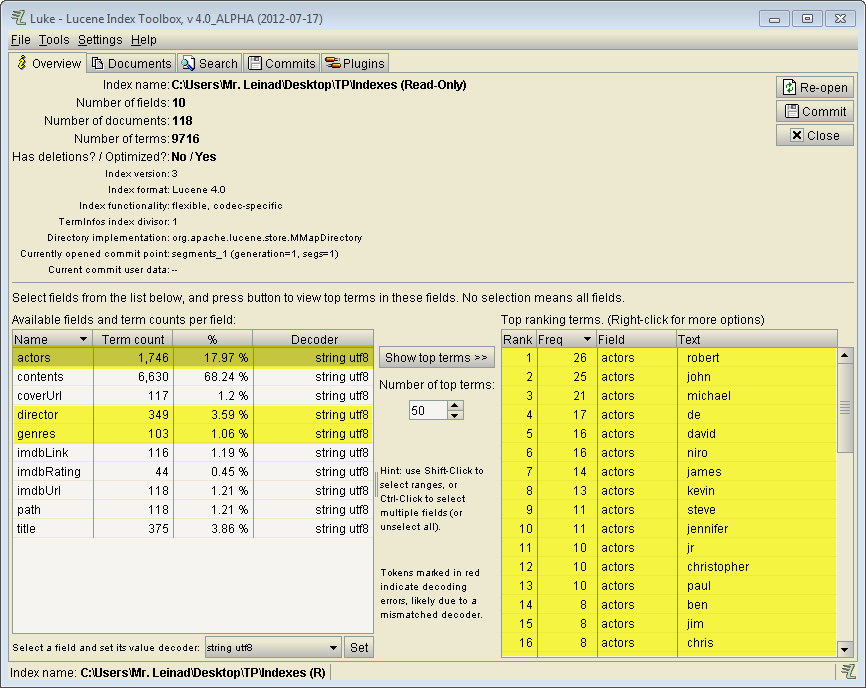 Luke - Lucene Index Toolbox, v 4.0_ALPHA (2012-07-17)
File Tools Settings Help
Overview Documents Search Commits Plugins
Index name: C:\Users\Mr. Leinad\Desktop\TP\Indexes (Read-Only)
Number of fields: 10
Number of documents: 118
Number of terms: 9716
Has deletions? / Optimized?: No / Yes
Index version: 3
Index format: Lucene 4.0
Index functionality: flexible, codec-specific
TermInfos index divisor: 1
Directory implementation: org.apache.lucene.store.MMapDirectory
Currently opened commit point: segments_1 (generation=1, segs=1)
Current commit user data: --
Re-open
Commit
Close
Select fields from the list below, and press button to view top terms in these fields. No selection means all fields.
Available fields and term counts per field:
Name Term count % Decoder
actors 1,746 17.97 % string utf8
contents 6,630 68.24 % string utf8
coverUrl 117 1.2 % string utf8
director 349 3.59 % string utf8
genres 103 1.06 % string utf8
imdbLink 116 1.19 % string utf8
imdbRating 44 0.45 % string utf8
imdbUrl 118 1.21 % string utf8
path 118 1.21 % string utf8
title 375 3.86 % string utf8
Select a field and set its value decoder: string utf8 Set
Show top terms >>
Number of top terms:
50
Hint: use Shift-Click to
select ranges, or
Ctrl-Click to select
multiple fields (or
unselect all).
Tokens marked in red
indicate decoding
errors, likely due to a
mismatched decoder.
Top ranking terms. (Right-click for more options)
Rank Freq Field Text
1 26 actors robert
2 25 actors john
3 21 actors michael
4 17 actors de
5 16 actors david
6 16 actors niro
7 14 actors james
8 13 actors kevin
9 11 actors steve
10 11 actors jennifer
11 10 actors jr
12 10 actors christopher
13 10 actors paul
14 8 actors ben
15 8 actors jim
16 8 actors chris
Index name: C:\Users\Mr. Leinad\Desktop\TP\Indexes (R)